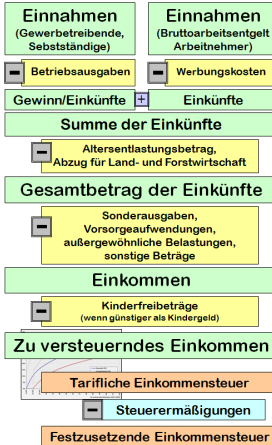 Einnahmen
(Gewerbetreibende,
Sebstständige)
Einnahmen
(Bruttoarbeitsentgelt
Arbeitnehmer)
Betriebsausgaben
Werbungskosten
Gewinn/Einkünfte + Einkünfte
Summe der Einkünfte
Altersentlastungsbetrag,
Abzug für Land- und Forstwirtschaft
Gesamtbetrag der Einkünfte
Sonderausgaben,
Vorsorgeaufwendungen,
außergewöhnliche Belastungen,
sonstige Beträge
Einkommen
Kinderfreibeträge
(wenn günstiger als Kindergeld)
Zu versteuerndes Einkommen
Tarifliche Einkommensteuer
Steuerermäßigungen
Festzusetzende Einkommensteuer